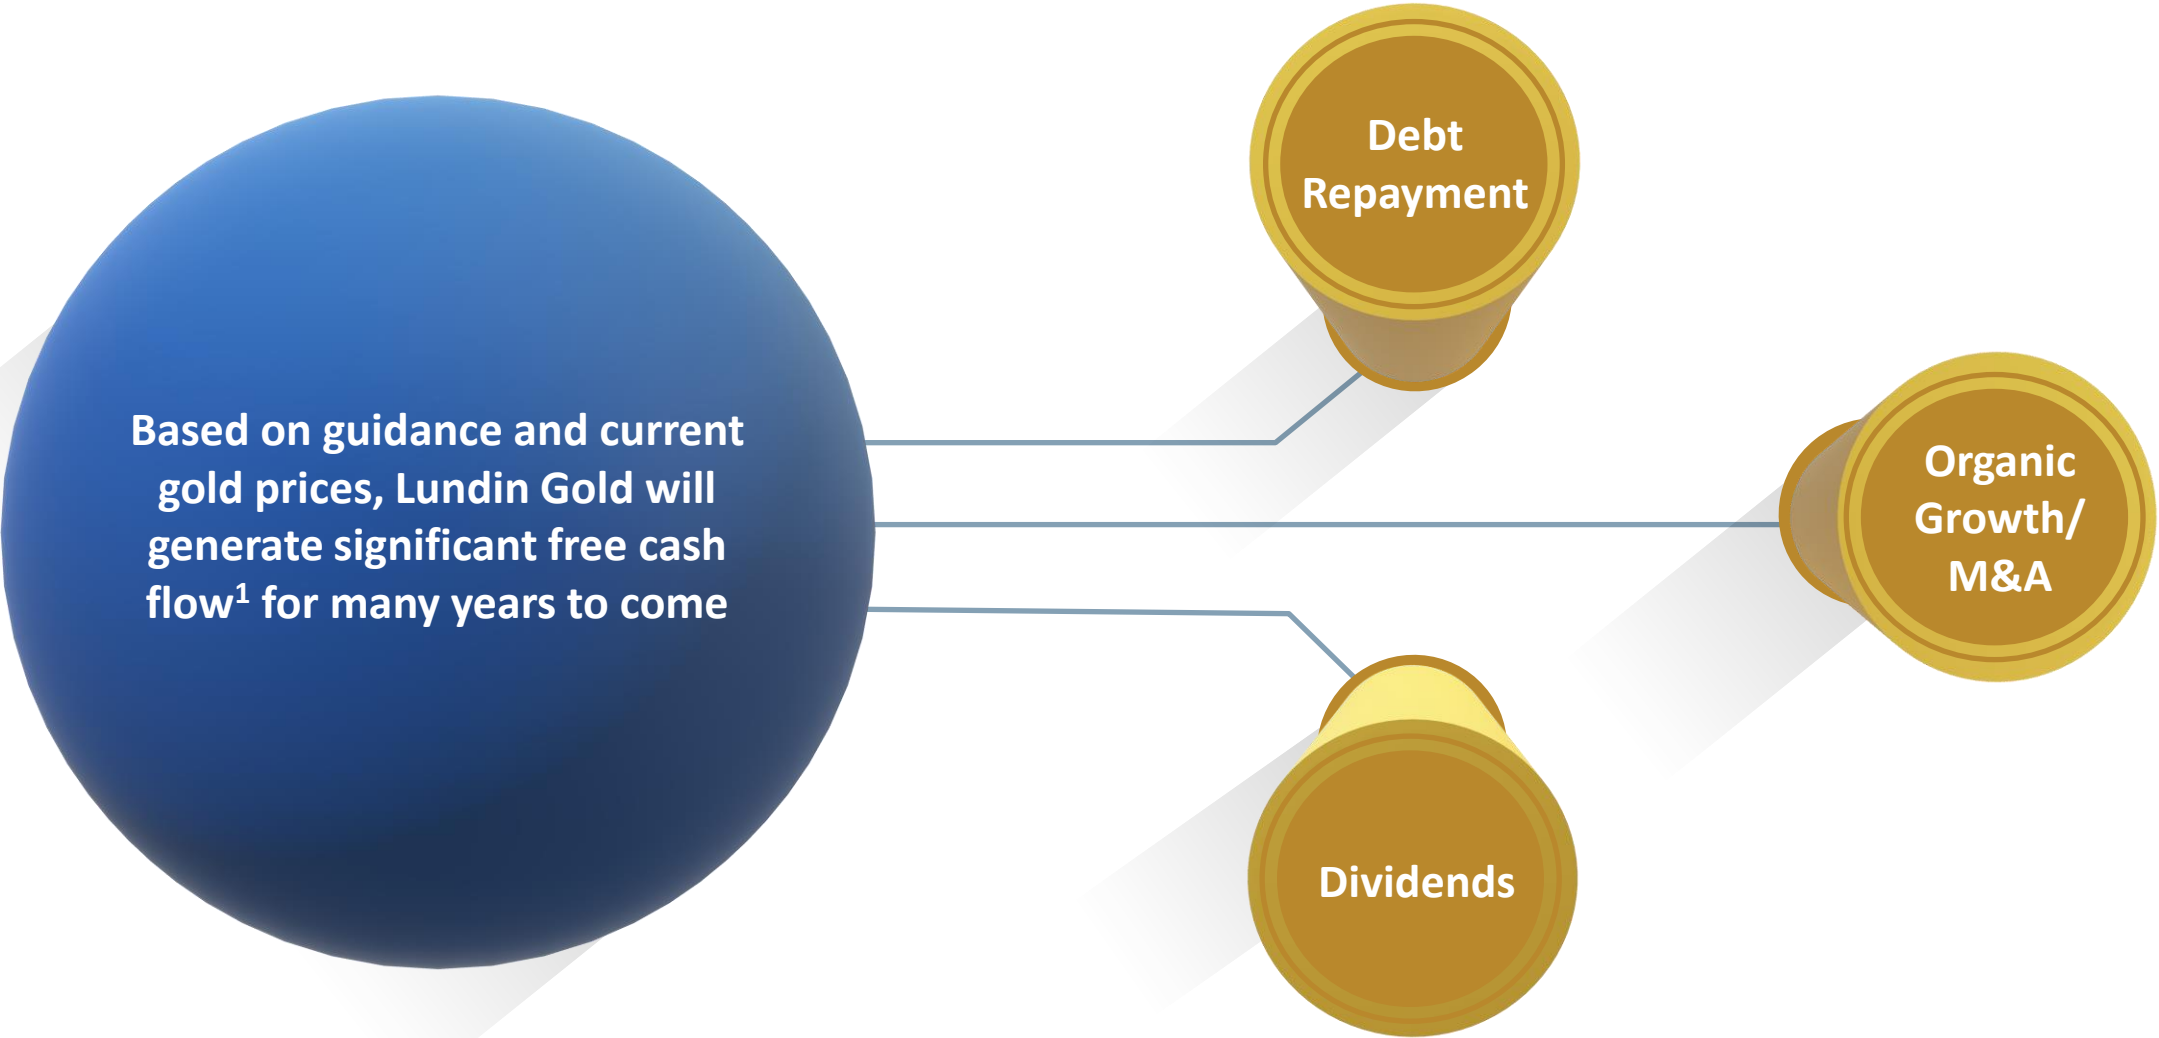 Based on guidance and current
gold prices, Lundin Gold will
generate significant free cash
flow¹ for many years to come
Debt
Repayment
Organic
Growth/
M&A
Dividends